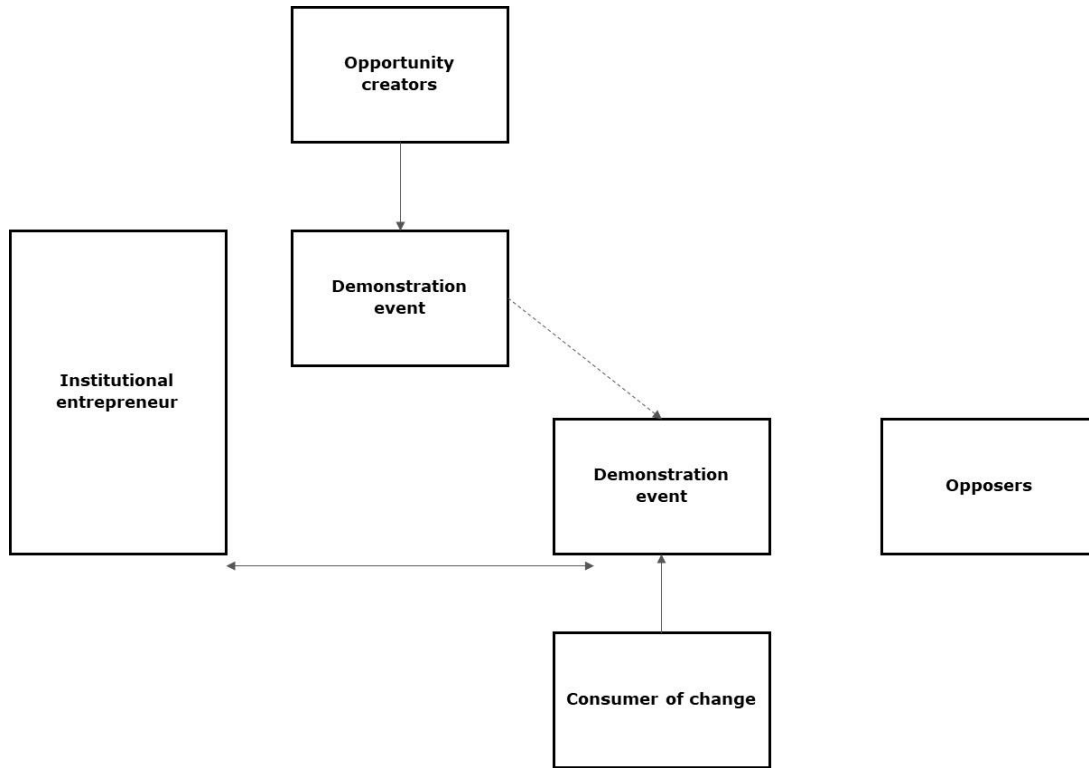 Opportunity
creators
Demonstration
event
Institutional
entrepreneur
Demonstration
event
Opposers
Consumer of change